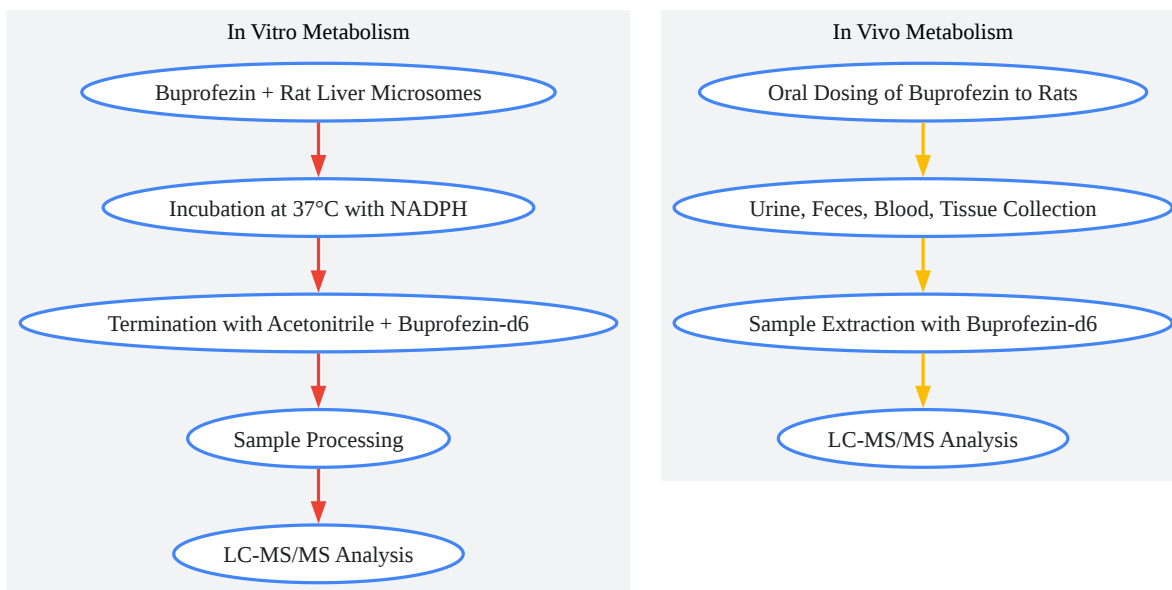 In Vitro Metabolism
Buprofezin + Rat Liver Microsomes
Incubation at 37°C with NADPH
Termination with Acetonitrile + Buprofezin-d6
Sample Processing
LC-MS/MS Analysis
In Vivo Metabolism
Oral Dosing of Buprofezin to Rats
Urine, Feces, Blood, Tissue Collection
Sample Extraction with Buprofezin-d6
LC-MS/MS Analysis